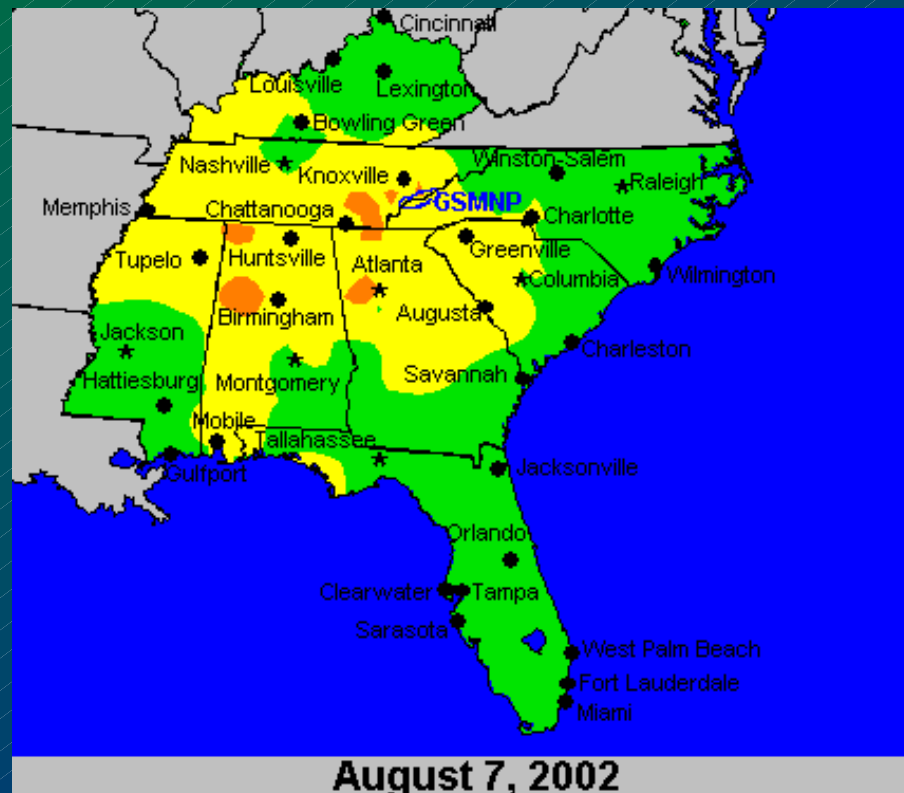 Cincinnati
Louisville
Lexington
Bowling Green
Nashville
Winston-Salem
Knoxville
Raleigh
GSMNP
Memphis
Chattanooga
Charlotte
Greenville
Tupelo
Huntsville
Atlanta
Columbia
Wilmington
Birmingham
Augusta
Jackson
Charleston
Hattiesburg
Montgomery
Savannah
Mobile
Tallahassee
Gulfport
Jacksonville
Orlando
Clearwater
Tampa
Sarasota
West Palm Beach
Fort Lauderdale
Miami
August 7, 2002